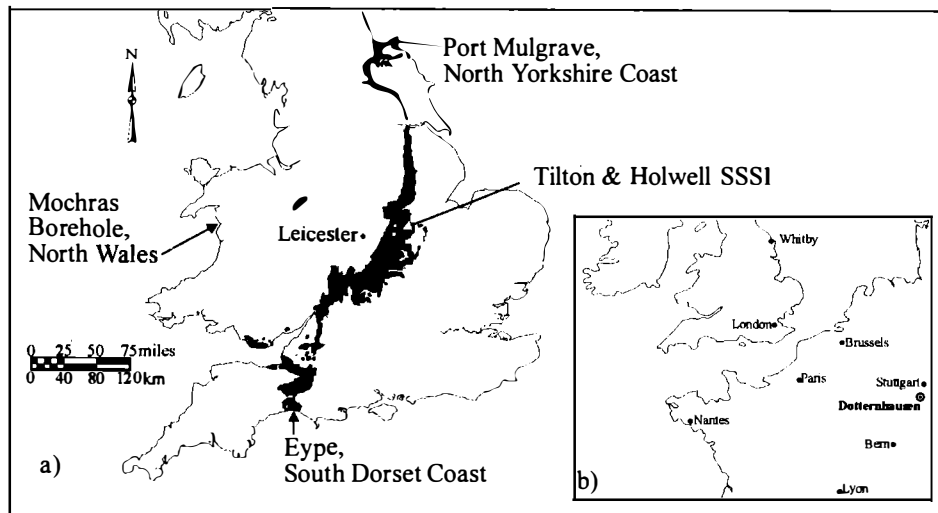 N
Port Mulgrave,
North Yorkshire Coast
Mochras
Borehole,
North Wales
Tilton & Holwell SSSI
Leicester
0 25 50 75 miles
0 40 80 120 km
Eype,
South Dorset Coast
a)
Whitby
London
Brussels
Paris
Stuttgart
Dotternhausen
Nantes
Bern
Lyon
b)